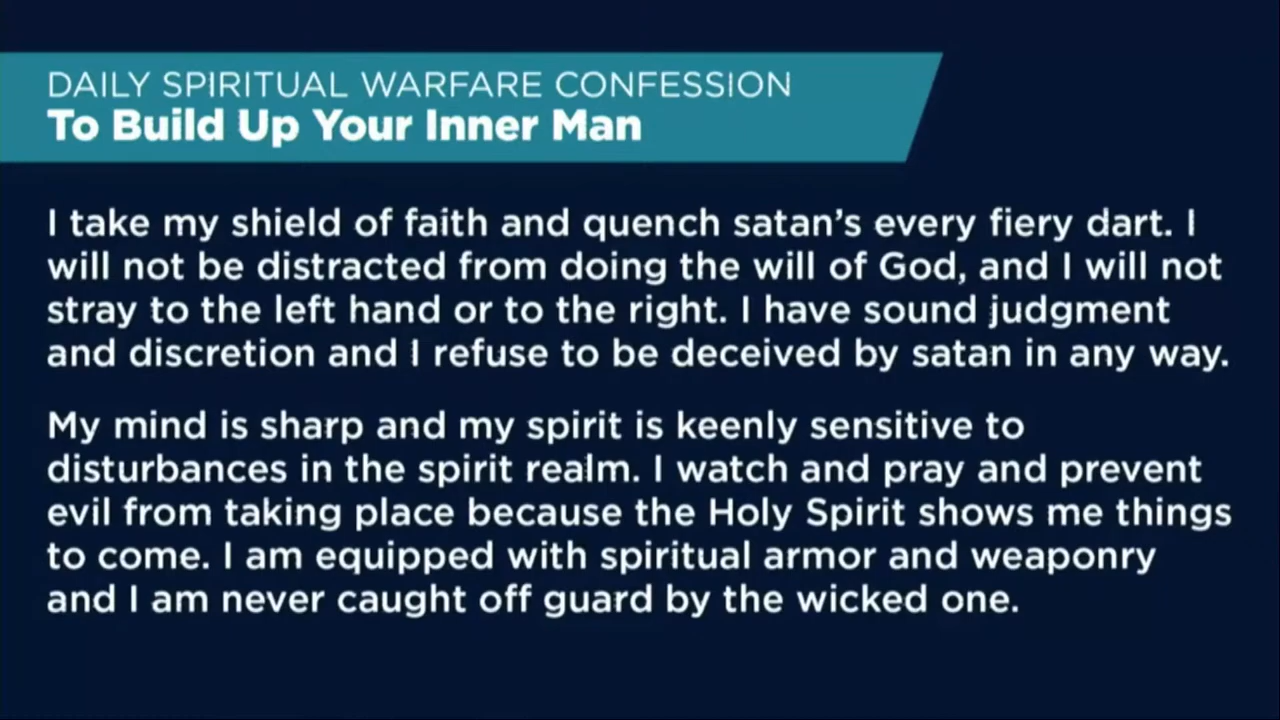 DAILY SPIRITUAL WARFARE CONFESSION
To Build Up Your Inner Man
I take my shield of faith and quench satan's every fiery dart. I
will not be distracted from doing the will of God, and I will not
stray to the left hand or to the right. I have sound judgment
and discretion and I refuse to be deceived by satan in any way.
My mind is sharp and my spirit is keenly sensitive to
disturbances in the spirit realm. I watch and pray and prevent
evil from taking place because the Holy Spirit shows me things
to come. I am equipped with spiritual armor and weaponry
and I am never caught off guard by the wicked one.